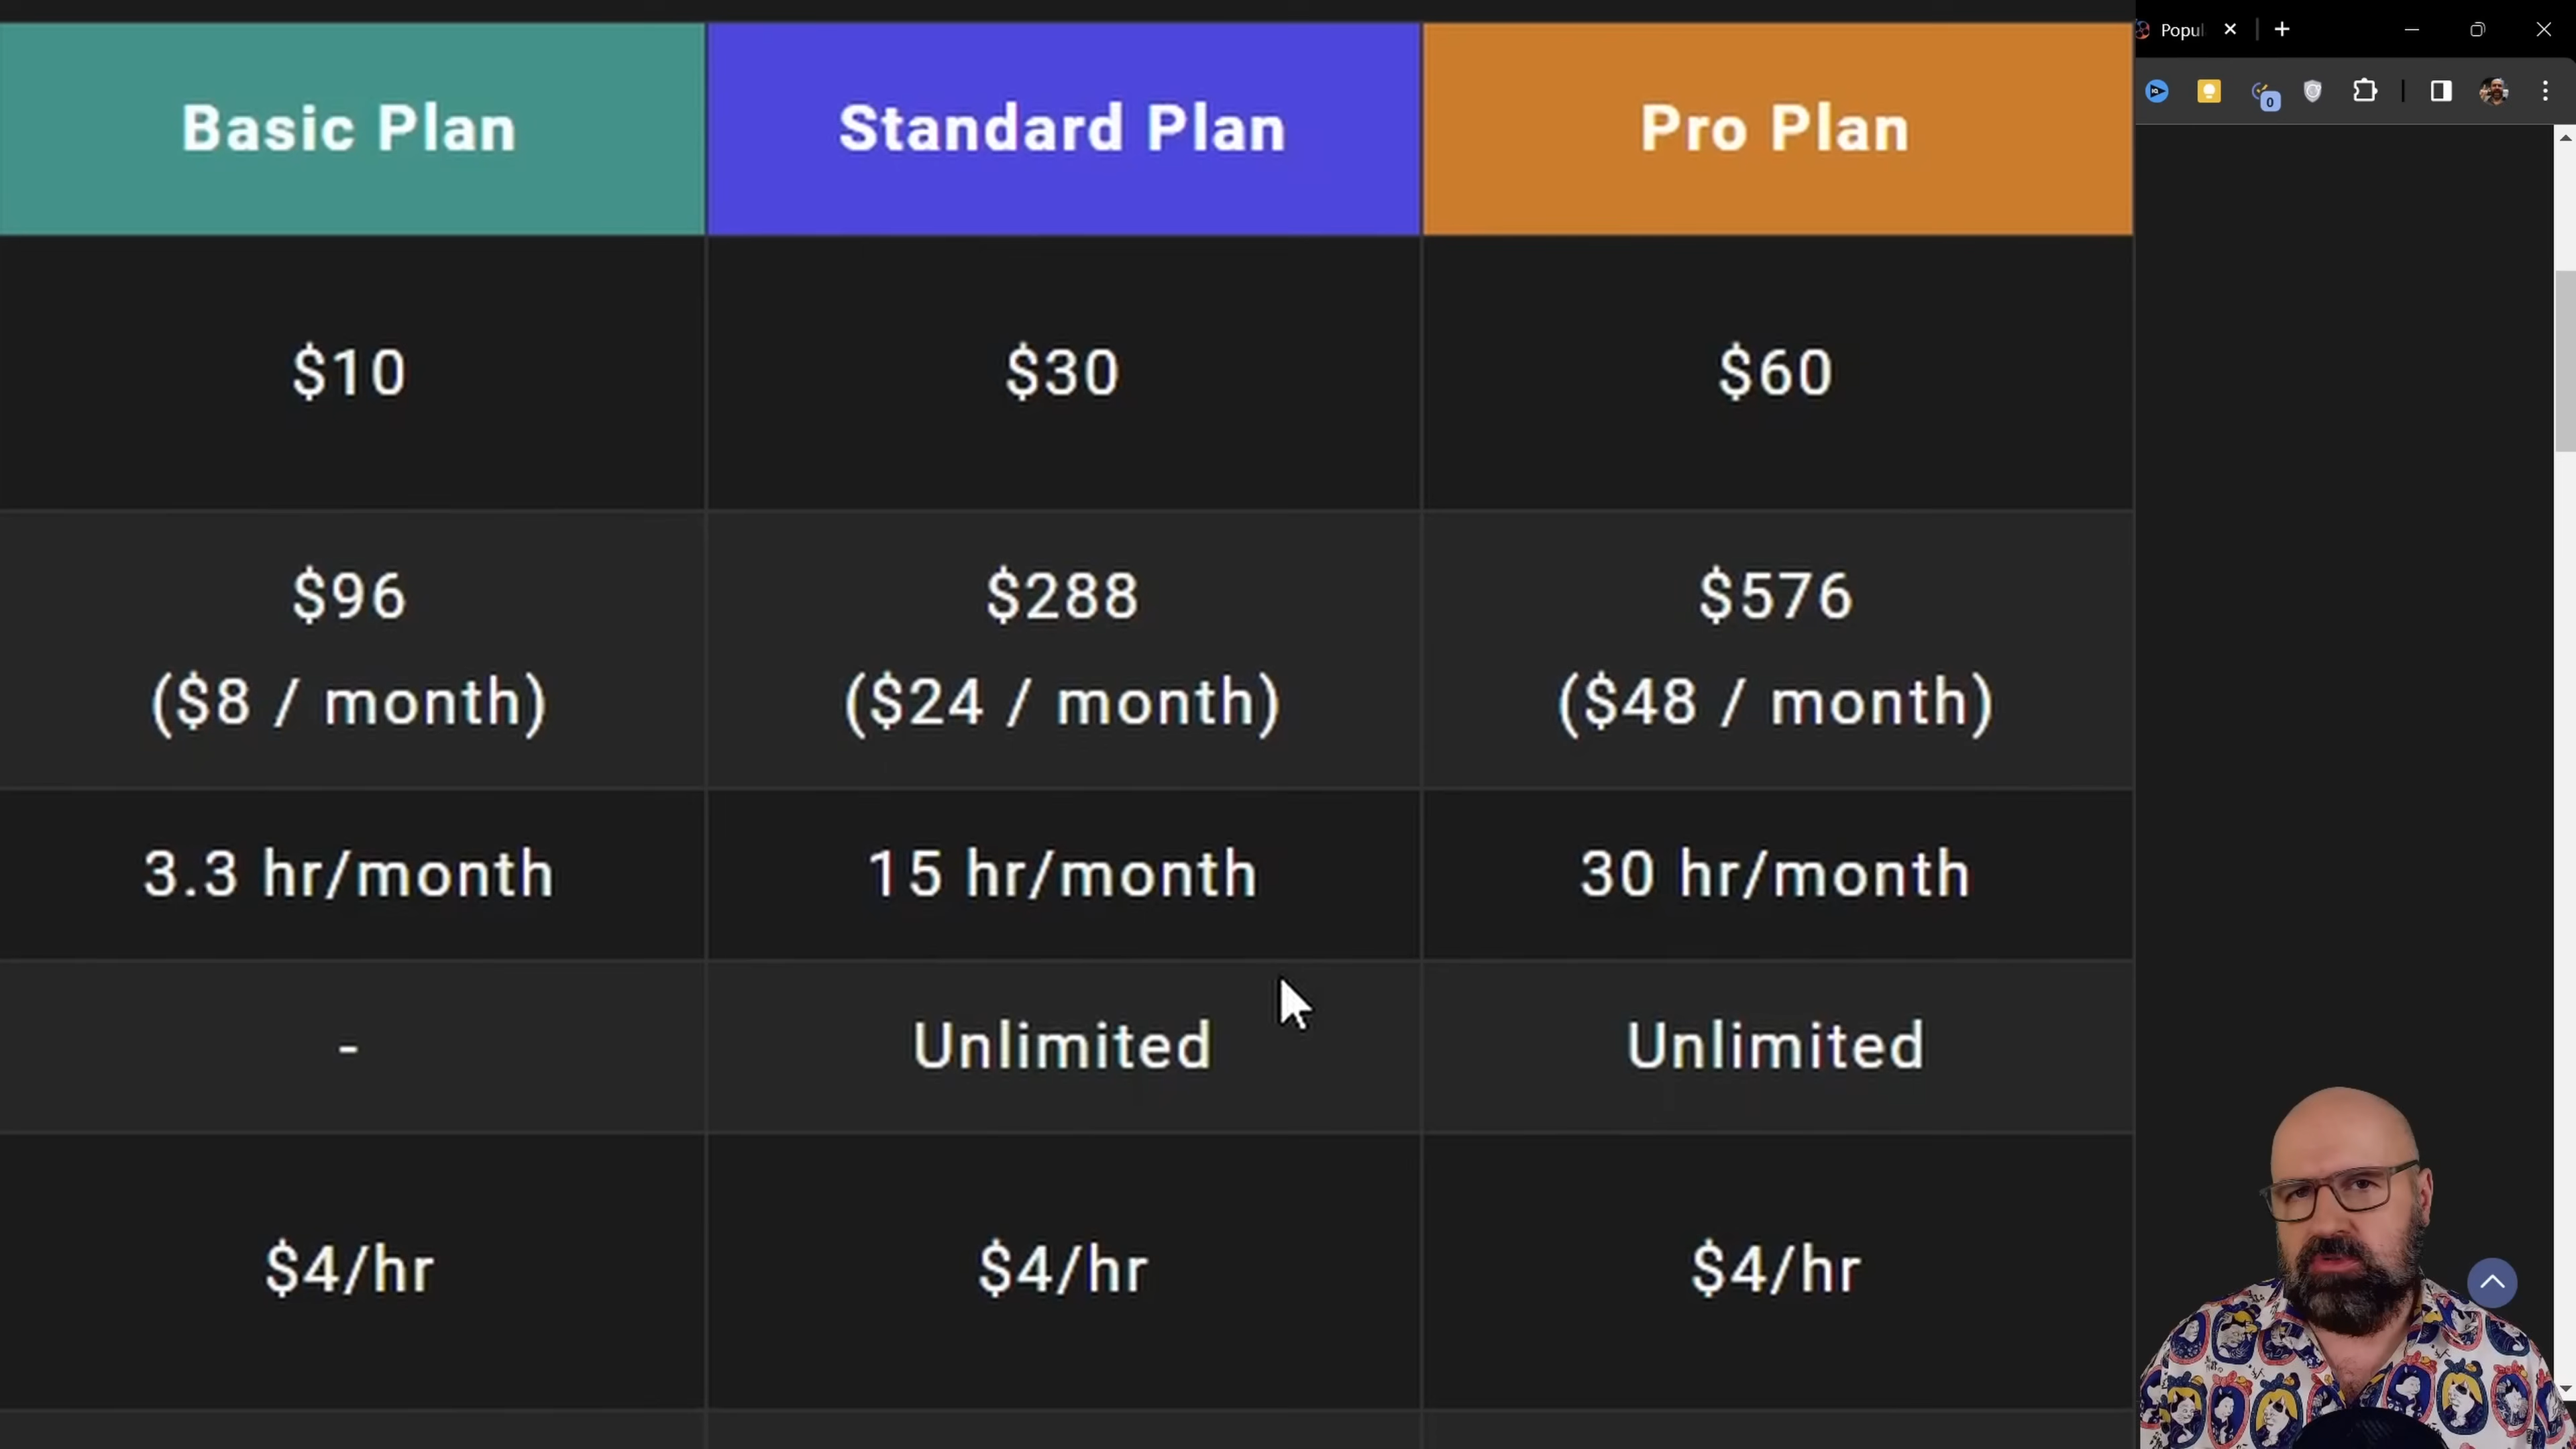 Popul
0
Basic Plan
Standard Plan
Pro Plan
$10
$30
$60
$96
($8 / month)
$288
($24 / month)
$576
($48 / month)
3.3 hr/month
15 hr/month
30 hr/month
-
Unlimited
Unlimited
$4/hr
$4/hr
$4/hr